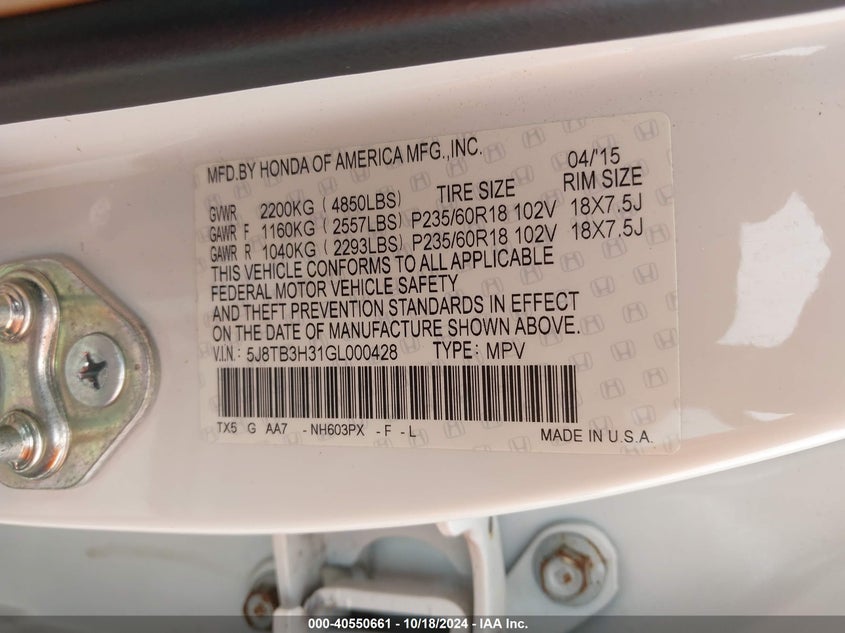 MFD.BY HONDA OF AMERICA MFG.,INC. 04/'15
TIRE SIZE RIM SIZE
GVWR 2200KG ( 4850LBS)
GAWR F 1160KG ( 2557LBS) P235/60R18 102V 18X7.5J
GAWR R 1040KG ( 2293LBS) P235/60R18 102V 18X7.5J
THIS VEHICLE CONFORMS TO ALL APPLICABLE
FEDERAL MOTOR VEHICLE SAFETY
AND THEFT PREVENTION STANDARDS IN EFFECT
ON THE DATE OF MANUFACTURE SHOWN ABOVE.
V.I.N.: 5J8TB3H31GL000428 TYPE: MPV
TX5 G AA7 -NH603PX -F -L
MADE IN U.S.A.
000-40550661 - 10/18/2024 - IAA Inc.